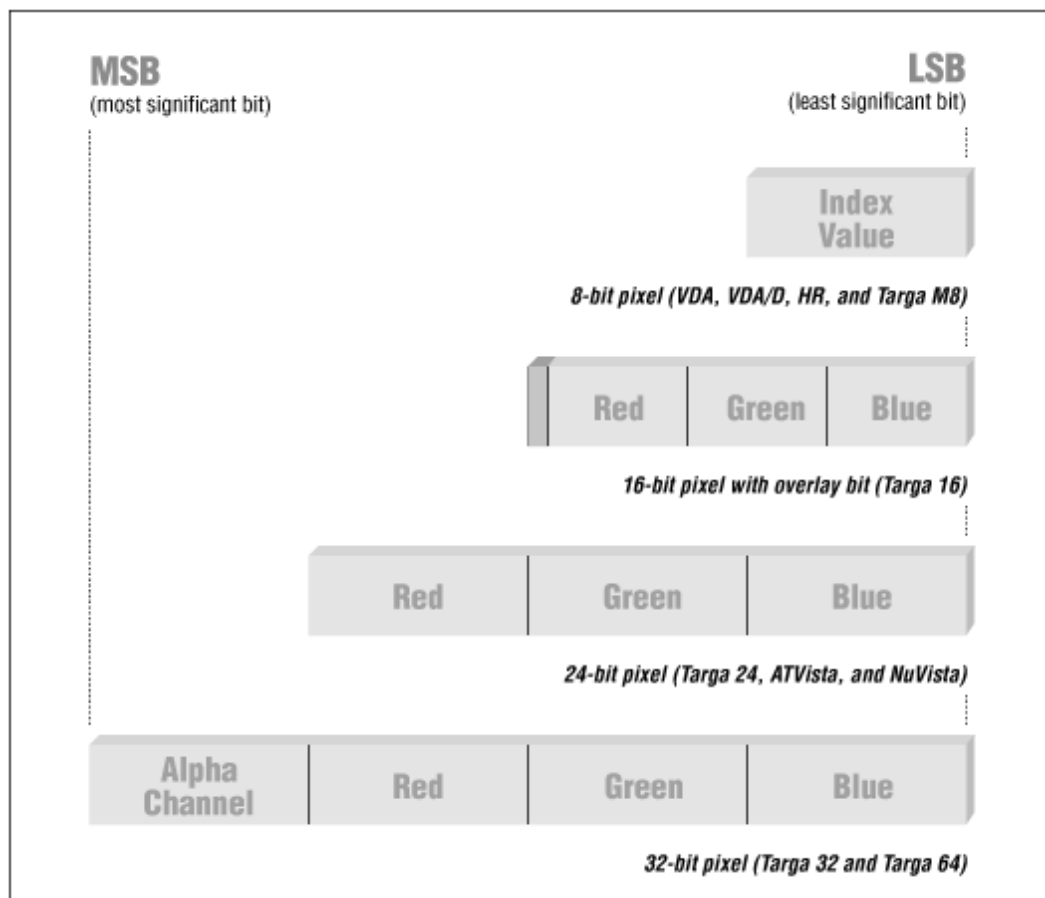 MSB
(most significant bit)
LSB
(least significant bit)
Index
Value
8-bit pixel (VDA, VDA/D, HR, and Targa M8)
Red Green Blue
16-bit pixel with overlay bit (Targa 16)
Red Green Blue
24-bit pixel (Targa 24, ATVista, and NuVista)
Alpha
Channel
Red Green Blue
32-bit pixel (Targa 32 and Targa 64)